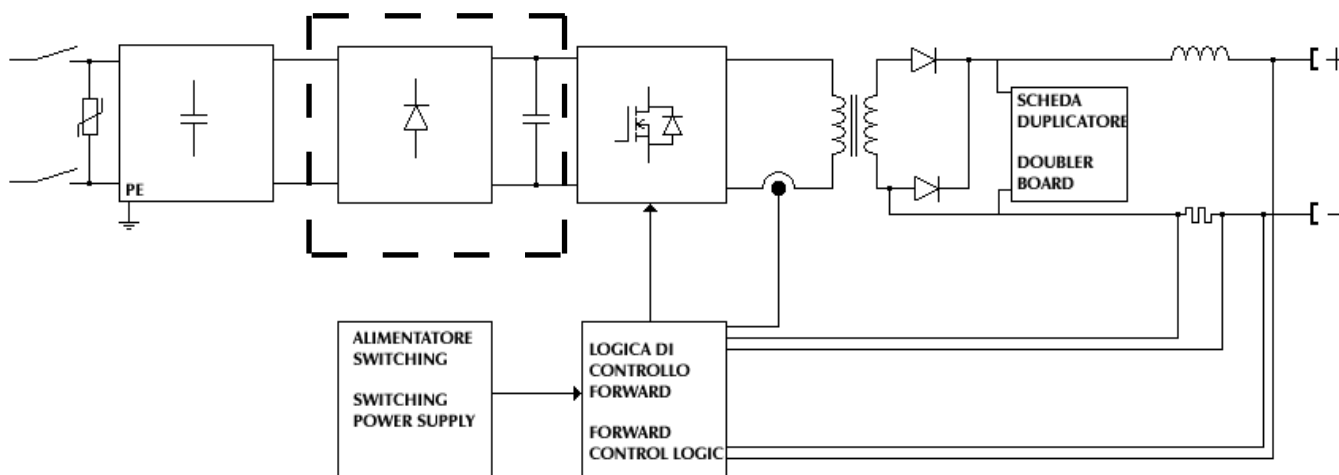 PE
SCHEDA
DUPLICATORE
DOUBLER
BOARD
+
-
ALIMENTATORE
SWITCHING
SWITCHING
POWER SUPPLY
LOGICA DI
CONTROLLO
FORWARD
FORWARD
CONTROL LOGIC